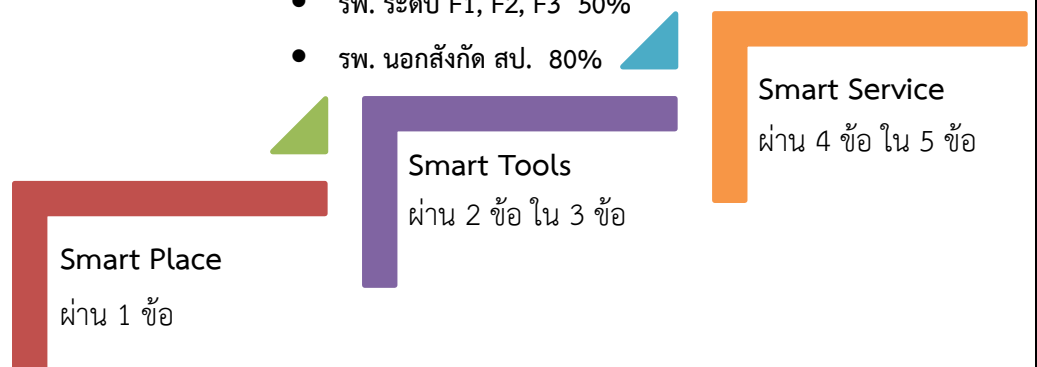 ● รพ. ระดับ F1, F2, F3 50%
● รพ. นอกสังกัด สป. 80%
Smart Service
ผ่าน 4 ข้อ ใน 5 ข้อ
Smart Tools
ผ่าน 2 ข้อ ใน 3 ข้อ
Smart Place
ผ่าน 1 ข้อ